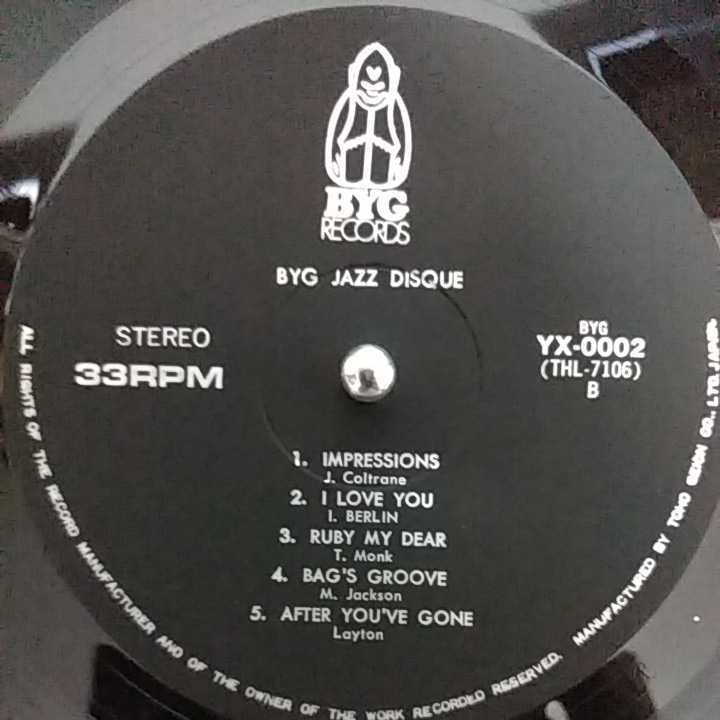 BYG
RECORDS
BYG JAZZ DISQUE
STEREO
33RPM
BYG
YX-0002
(THL-7106)
B
1. IMPRESSIONS
J. Coltrane
2. I LOVE YOU
I. BERLIN
3. RUBY MY DEAR
T. Monk
4. BAG'S GROOVE
M. Jackson
5. AFTER YOU'VE GONE
Layton
ALL RIGHTS OF THE RECORD MANUFACTURER AND OF THE OWNER OF THE WORK RECORDED RESERVED. MANUFACTURED BY TOHO GEION CO., LTD. JAPAN.